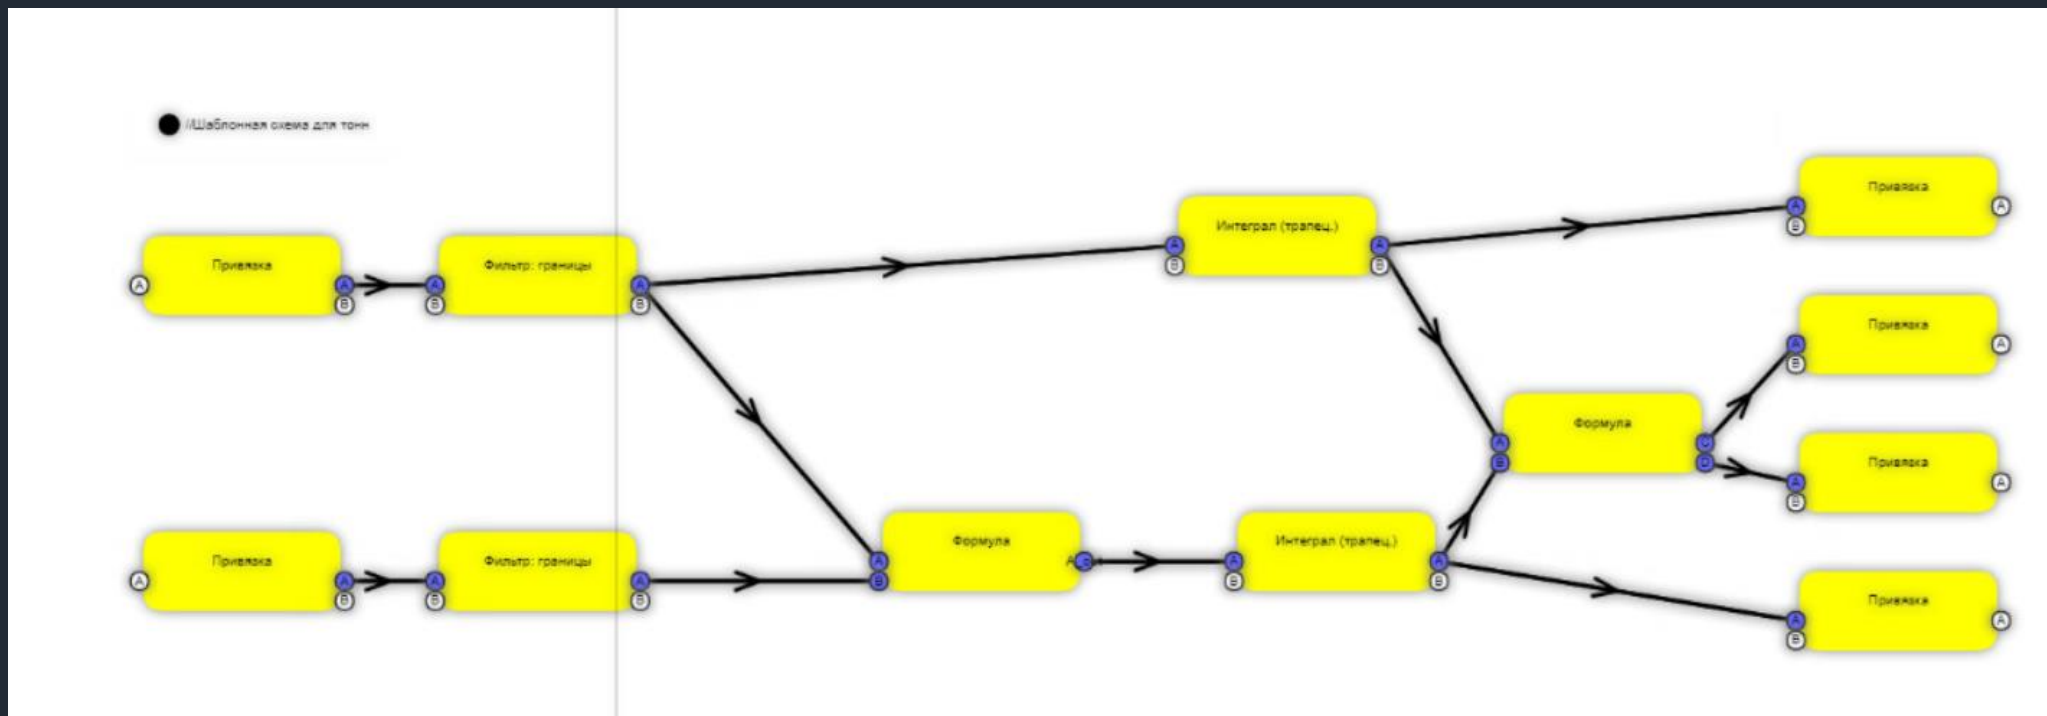 //Шаблонная схема для тонн
Привязка
A
A
B
Фильтр: границы
A
B
A
B
Интеграл (трапец.)
A
B
A
B
Привязка
A
B
A
Привязка
A
B
A
Формула
A
B
C
D
Привязка
A
B
A
Привязка
A
A
B
Фильтр: границы
A
B
A
B
Формула
A
B
A
Интеграл (трапец.)
A
B
A
B
Привязка
A
B
A